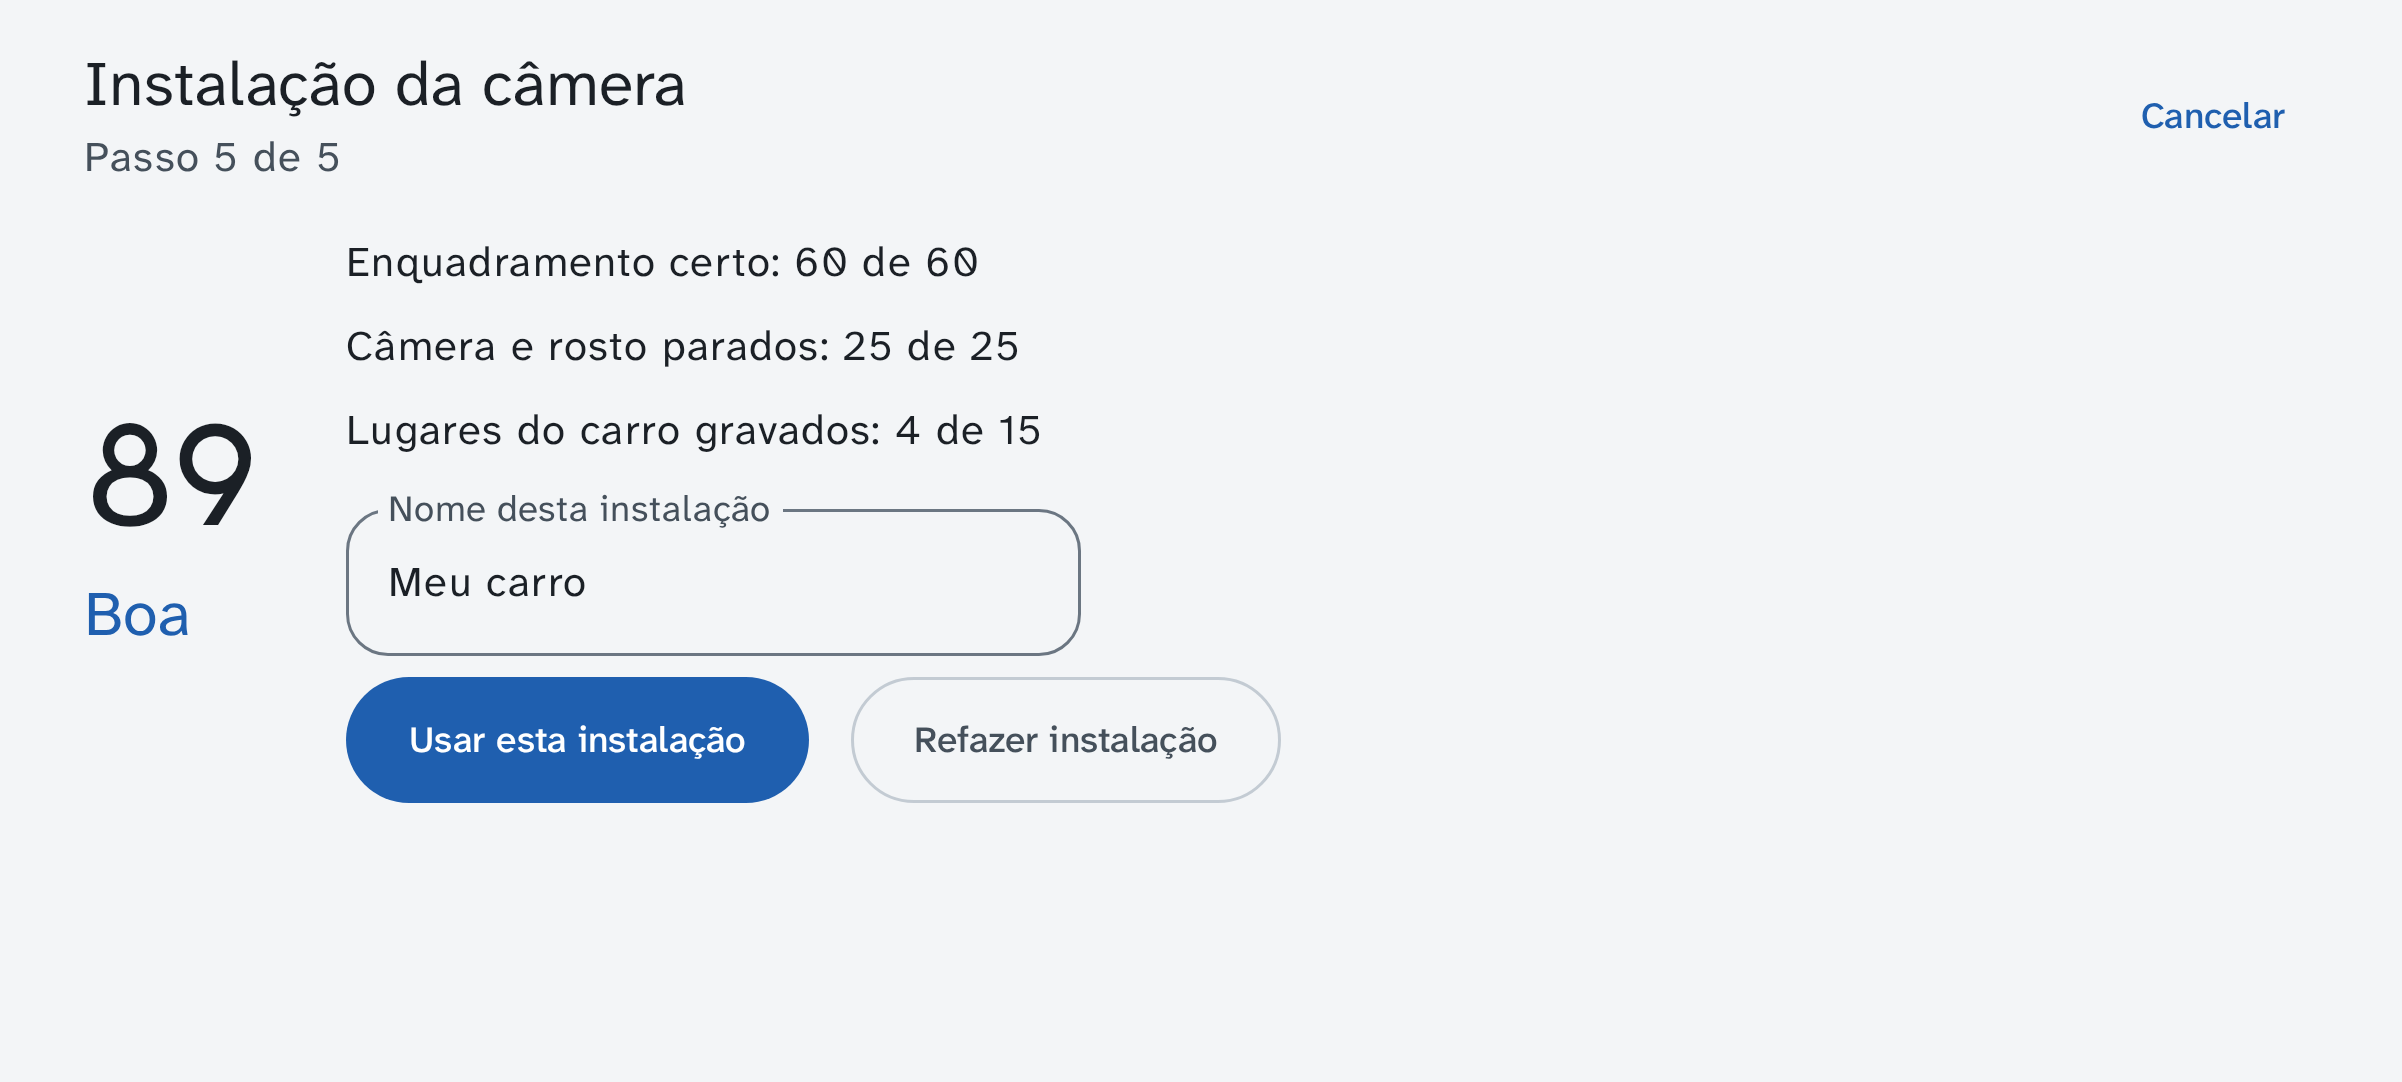 Instalação da câmera
Passo 5 de 5
Cancelar
Enquadramento certo: 60 de 60
Câmera e rosto parados: 25 de 25
Lugares do carro gravados: 4 de 15
89
Boa
Nome desta instalação
Meu carro
Usar esta instalação
Refazer instalação